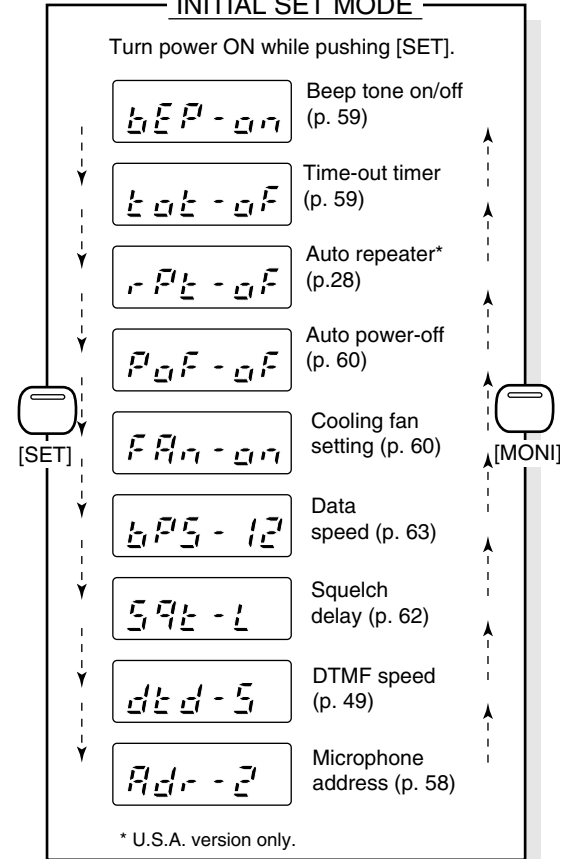 INITIAL SET MODE
Turn power ON while pushing [SET].
bEP-on
Beep tone on/off
(p. 59)
tot-oF
Time-out timer
(p. 59)
rPt-oF
Auto repeater*
(p.28)
PoF-oF
Auto power-off
(p. 60)
FAn-on
Cooling fan
setting (p. 60)
[SET]
[MONI]
bPS-12
Data
speed (p. 63)
Sqt-L
Squelch
delay (p. 62)
dtd-5
DTMF speed
(p. 49)
Adr-2
Microphone
address (p. 58)
* U.S.A. version only.